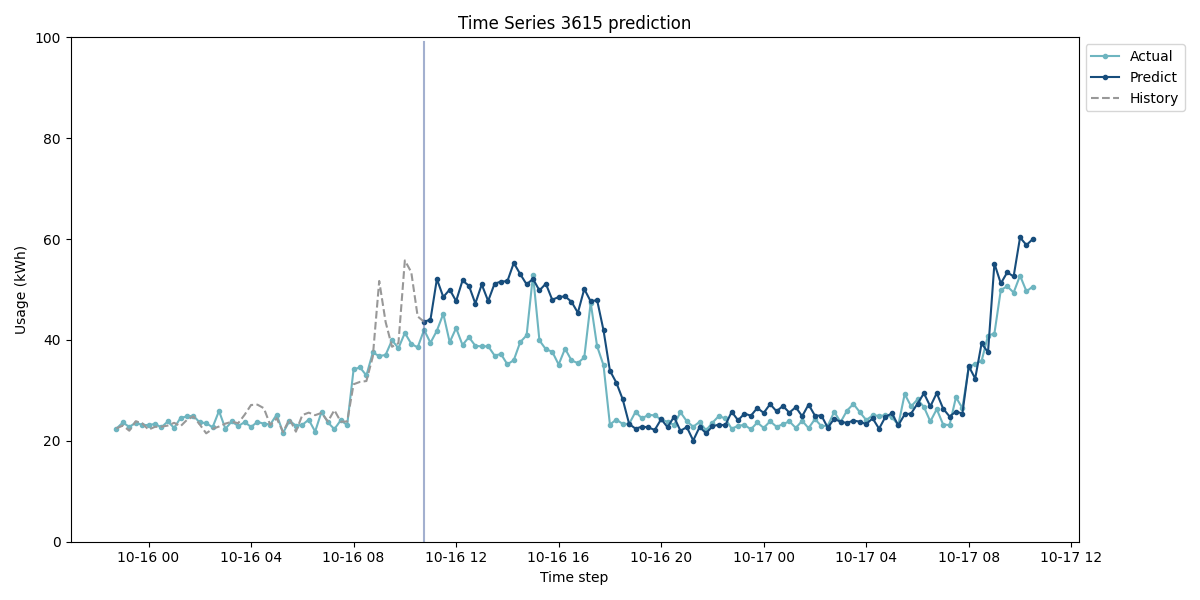 Time Series 3615 prediction
100
80
60
40
20
0
Usage (kWh)
10-16 00
10-16 04
10-16 08
10-16 12
10-16 16
10-16 20
10-17 00
10-17 04
10-17 08
10-17 12
Time step
Actual
Predict
History